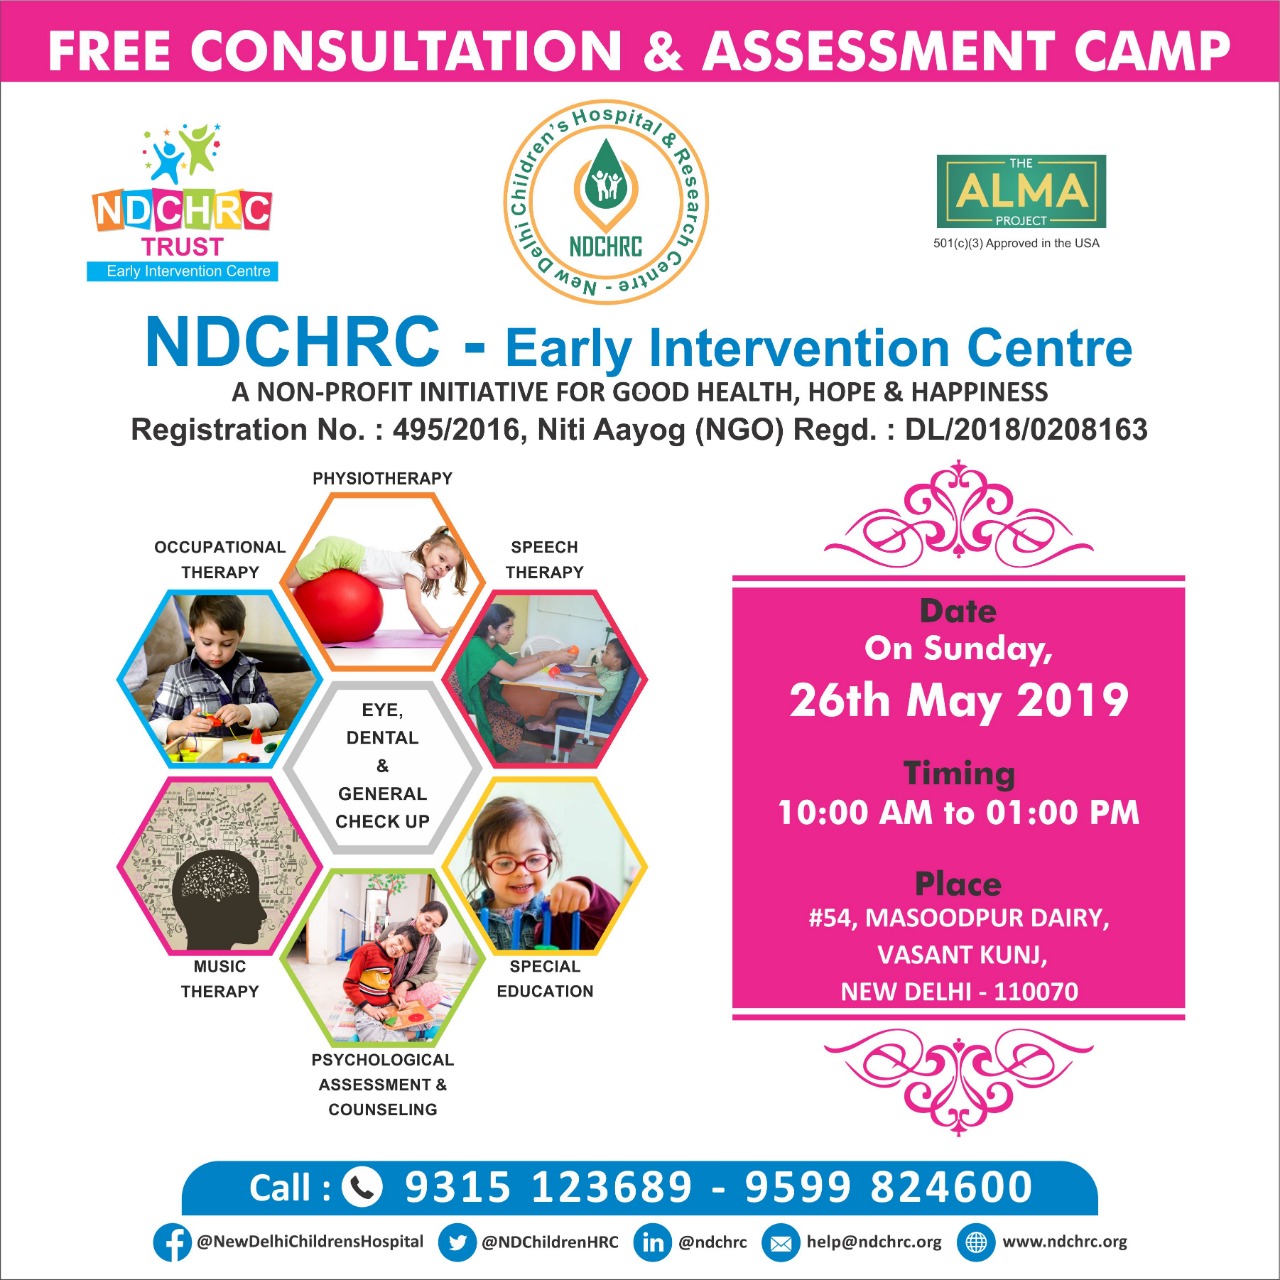 FREE CONSULTATION & ASSESSMENT CAMP
NDCHRC
TRUST
Early Intervention Centre
New Delhi Children's Hospital & Research Centre - New Delhi
NDCHRC
THE
ALMA
PROJECT
501(c)(3) Approved in the USA
NDCHRC - Early Intervention Centre
A NON-PROFIT INITIATIVE FOR GOOD HEALTH, HOPE & HAPPINESS
Registration No. : 495/2016, Niti Aayog (NGO) Regd. : DL/2018/0208163
PHYSIOTHERAPY
OCCUPATIONAL
THERAPY
SPEECH
THERAPY
EYE,
DENTAL
&
GENERAL
CHECK UP
MUSIC
THERAPY
SPECIAL
EDUCATION
PSYCHOLOGICAL
ASSESSMENT &
COUNSELING
Date
On Sunday,
26th May 2019
Timing
10:00 AM to 01:00 PM
Place
#54, MASOODPUR DAIRY,
VASANT KUNJ,
NEW DELHI - 110070
Call : 9315 123689 - 9599 824600
@NewDelhiChildrensHospital @NDChildrenHRC @ndchrc help@ndchrc.org www.ndchrc.org